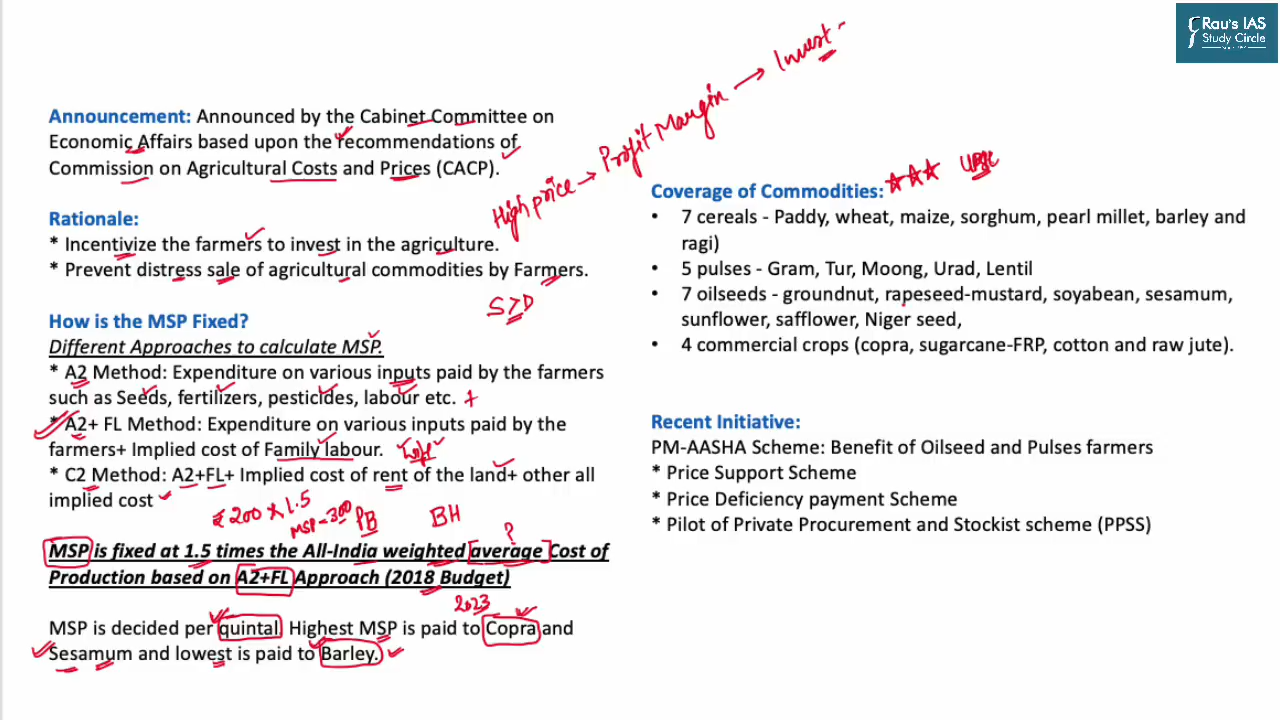 Rau's IAS
Study Circle
Announcement: Announced by the Cabinet Committee on
Economic Affairs based upon the recommendations of
Commission on Agricultural Costs and Prices (CACP).
High price → Profit Margin → Invest
Rationale:
* Incentivize the farmers to invest in the agriculture.
* Prevent distress sale of agricultural commodities by Farmers.
S>D
How is the MSP Fixed?
Different Approaches to calculate MSP.
* A2 Method: Expenditure on various inputs paid by the farmers
such as Seeds, fertilizers, pesticides, labour etc. +
* A2+ FL Method: Expenditure on various inputs paid by the
farmers+ Implied cost of Family labour.
* C2 Method: A2+FL+ Implied cost of rent of the land+ other all
implied cost
₹200 × 1.5
MSP - 300 PB
BH
?
MSP is fixed at 1.5 times the All-India weighted average Cost of
Production based on A2+FL Approach (2018 Budget)
2023
MSP is decided per quintal. Highest MSP is paid to Copra and
Sesamum and lowest is paid to Barley.
Coverage of Commodities: UPSC
• 7 cereals - Paddy, wheat, maize, sorghum, pearl millet, barley and
ragi)
• 5 pulses - Gram, Tur, Moong, Urad, Lentil
• 7 oilseeds - groundnut, rapeseed-mustard, soyabean, sesamum,
sunflower, safflower, Niger seed,
• 4 commercial crops (copra, sugarcane-FRP, cotton and raw jute).
Recent Initiative:
PM-AASHA Scheme: Benefit of Oilseed and Pulses farmers
* Price Support Scheme
* Price Deficiency payment Scheme
* Pilot of Private Procurement and Stockist scheme (PPSS)